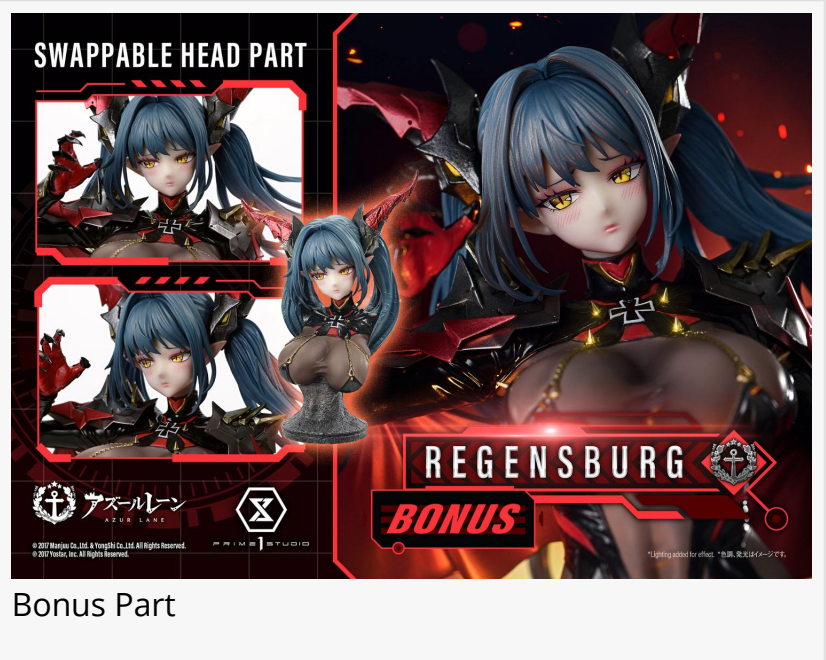 SWAPPABLE HEAD PART
REGENSBURG
BONUS
アズールレーン
AZUR LANE
PRIME 1 STUDIO
© 2017 Manjuu Co.,Ltd. & YongShi Co.,Ltd. All Rights Reserved.
© 2017 Yostar, Inc. All Rights Reserved.
*Lighting added for effect. *色調、発光はイメージです。
Bonus Part